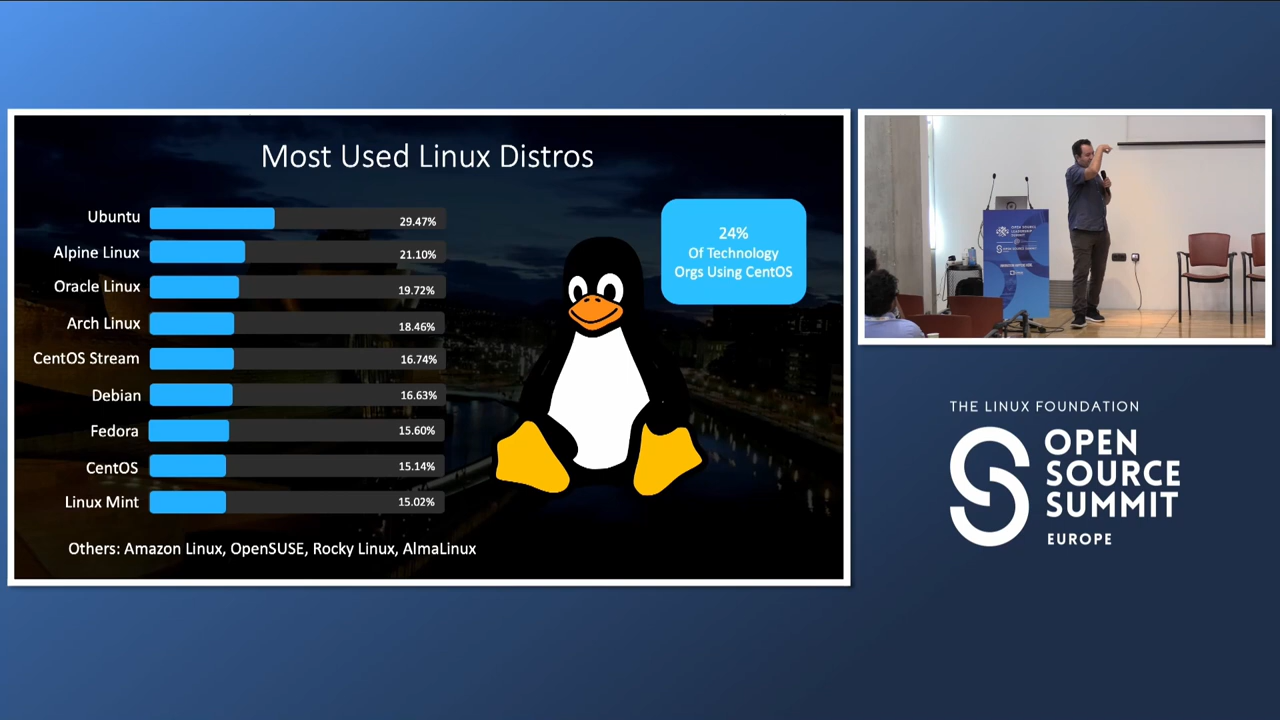 Most Used Linux Distros
Ubuntu 29.47%
Alpine Linux 21.10%
Oracle Linux 19.72%
Arch Linux 18.46%
CentOS Stream 16.74%
Debian 16.63%
Fedora 15.60%
CentOS 15.14%
Linux Mint 15.02%
Others: Amazon Linux, OpenSUSE, Rocky Linux, AlmaLinux
24%
Of Technology
Orgs Using CentOS
THE LINUX FOUNDATION
OPEN
SOURCE
SUMMIT
EUROPE